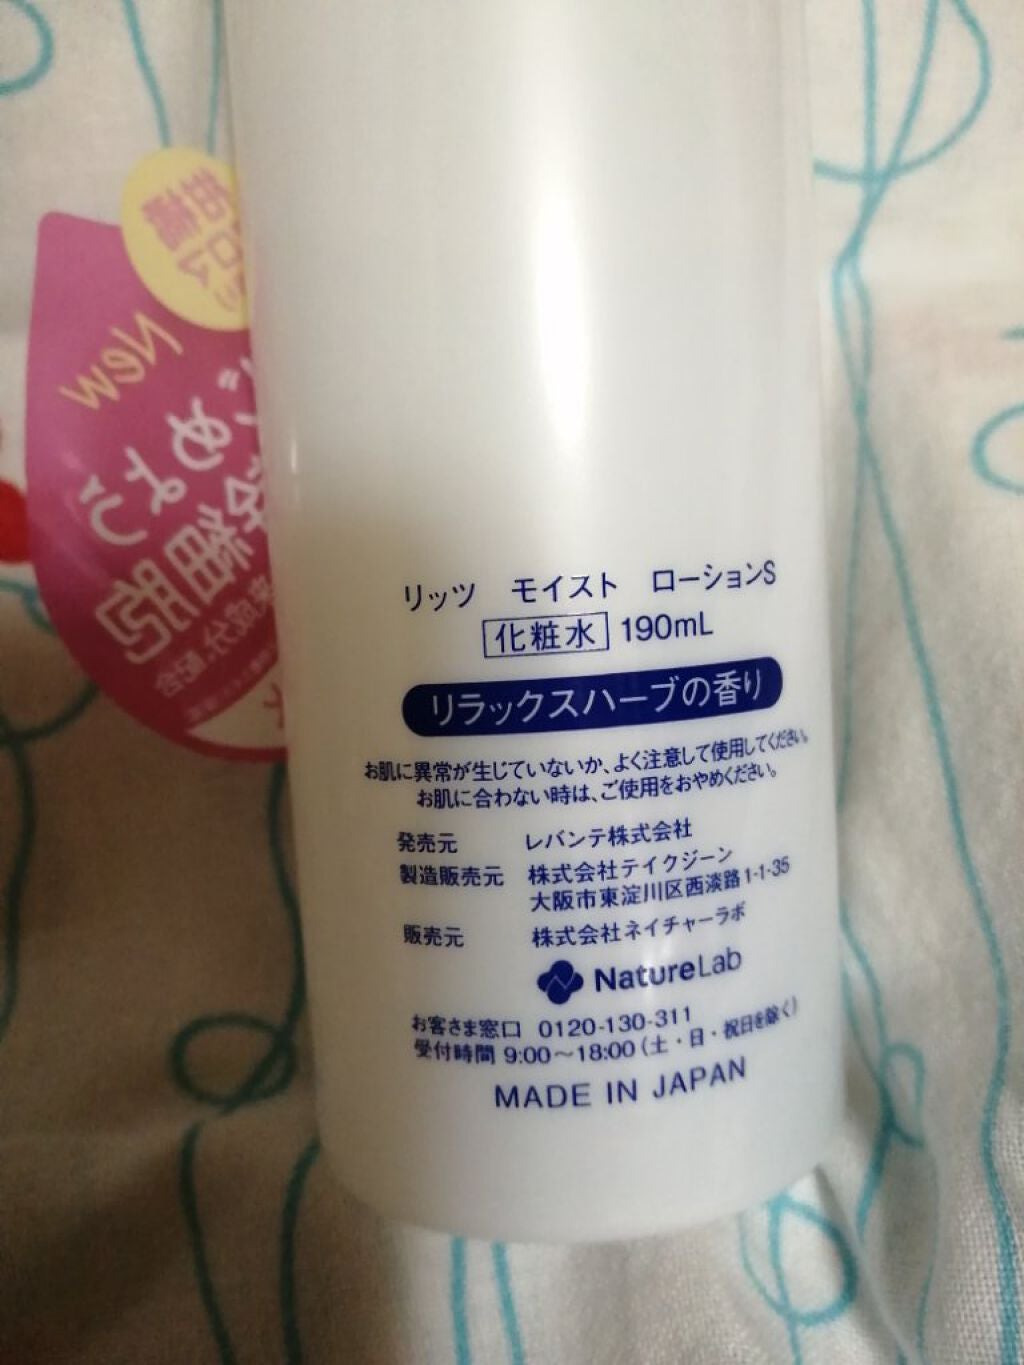 リッツ モイスト ローションS
化粧水 190mL
リラックスハーブの香り
お肌に異常が生じていないか、よく注意して使用してください。
お肌に合わない時は、ご使用をおやめください。
発売元 レバンテ株式会社
製造販売元 株式会社テイクジーン
大阪市東淀川区西淡路1-1-35
販売元 株式会社ネイチャーラボ
NatureLab
お客さま窓口 0120-130-311
受付時間 9:00～18:00（土・日・祝日を除く）
MADE IN JAPAN
New
細胞
配合